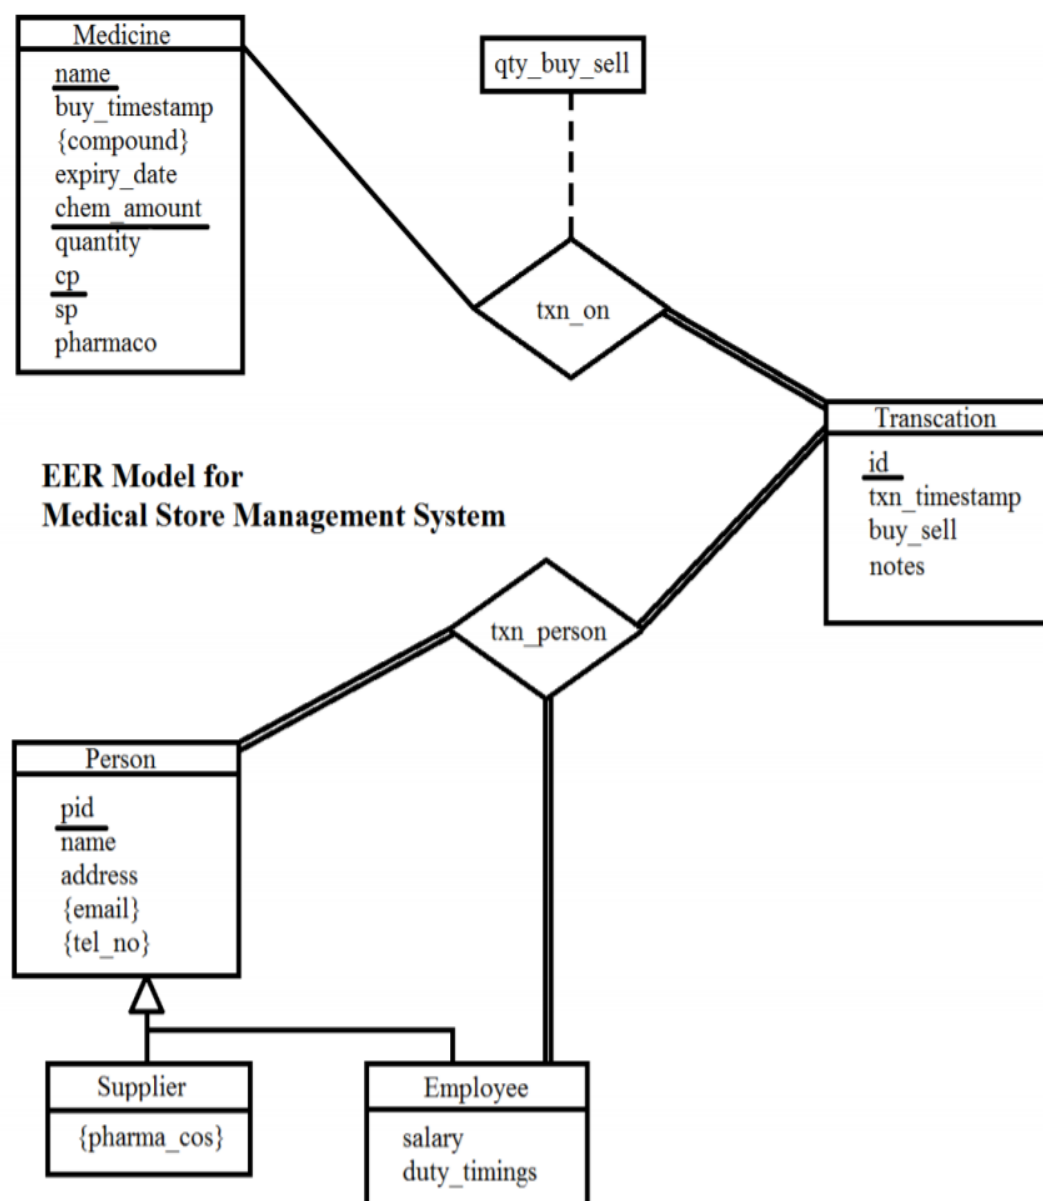 Medicine
name
buy_timestamp
{compound}
expiry_date
chem_amount
quantity
cp
sp
pharmaco
qty_buy_sell
txn_on
Transcation
id
txn_timestamp
buy_sell
notes
EER Model for
Medical Store Management System
txn_person
Person
pid
name
address
{email}
{tel_no}
Supplier
{pharma_cos}
Employee
salary
duty_timings